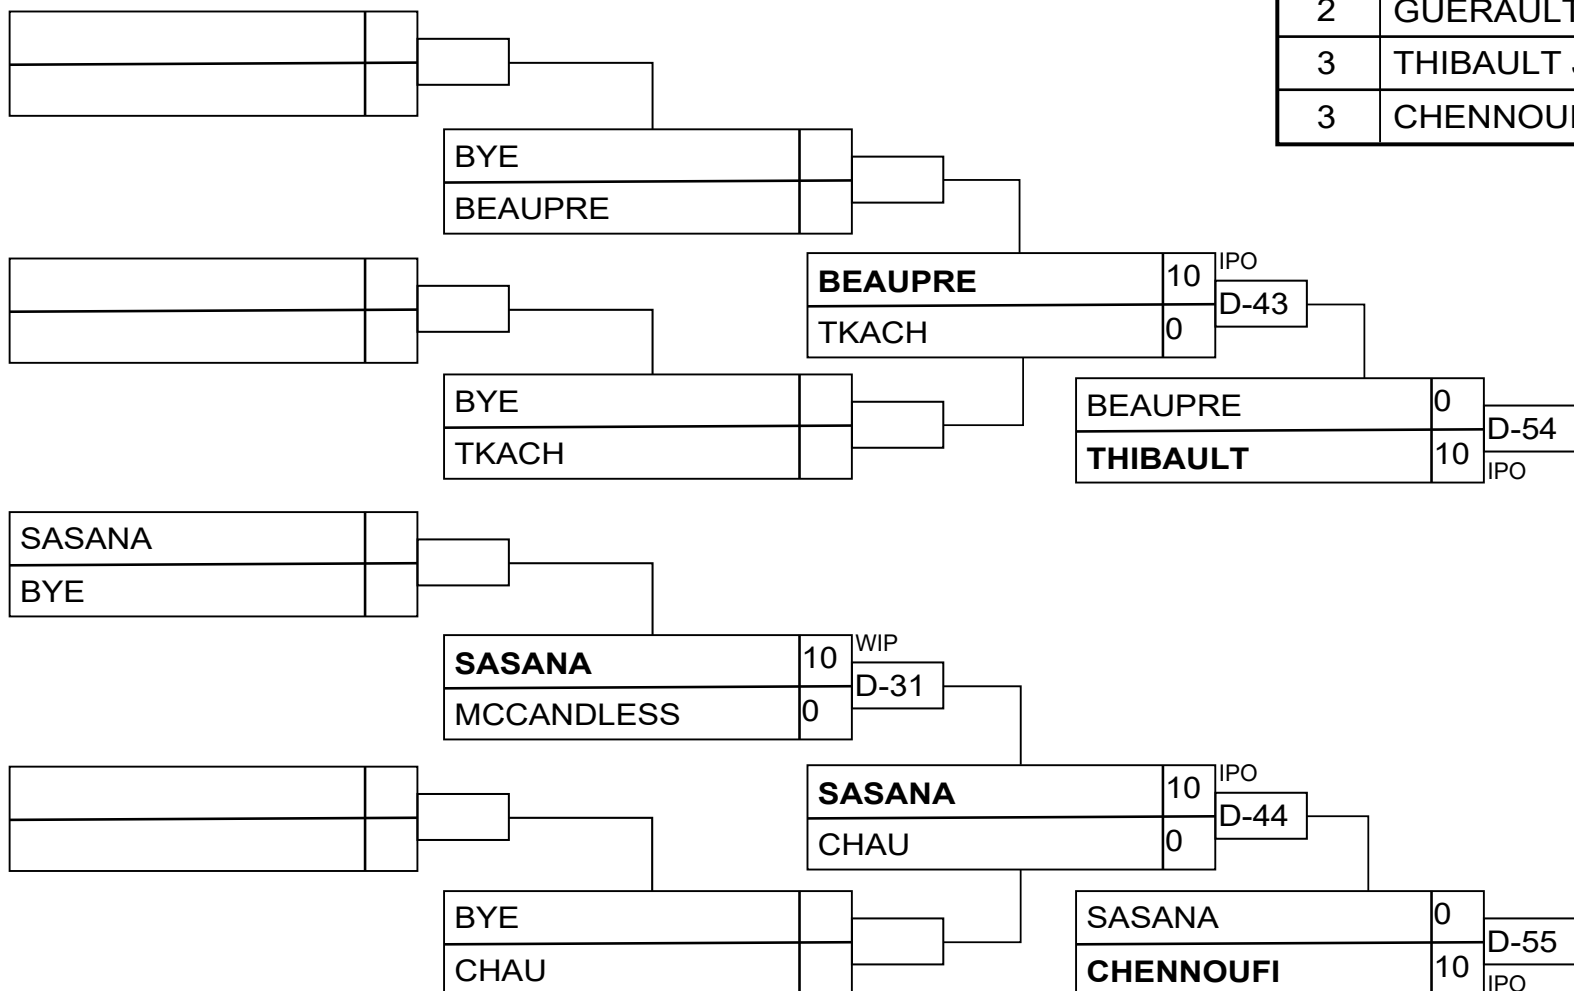 2 GUERAULT
3 THIBAULT
3
BYE
BEAUPRE
BEAUPRE 10 IPO
D-43
TKACH 0
BYE
TKACH
BEAUPRE 0
D-54
THIBAULT 10 IPO
SASANA
BYE
SASANA 10 WIP
D-31
MCCANDLESS 0
SASANA 10 IPO
D-44
CHAU 0
BYE
CHAU
SASANA 0
D-55
CHENNOUFI 10 IPO